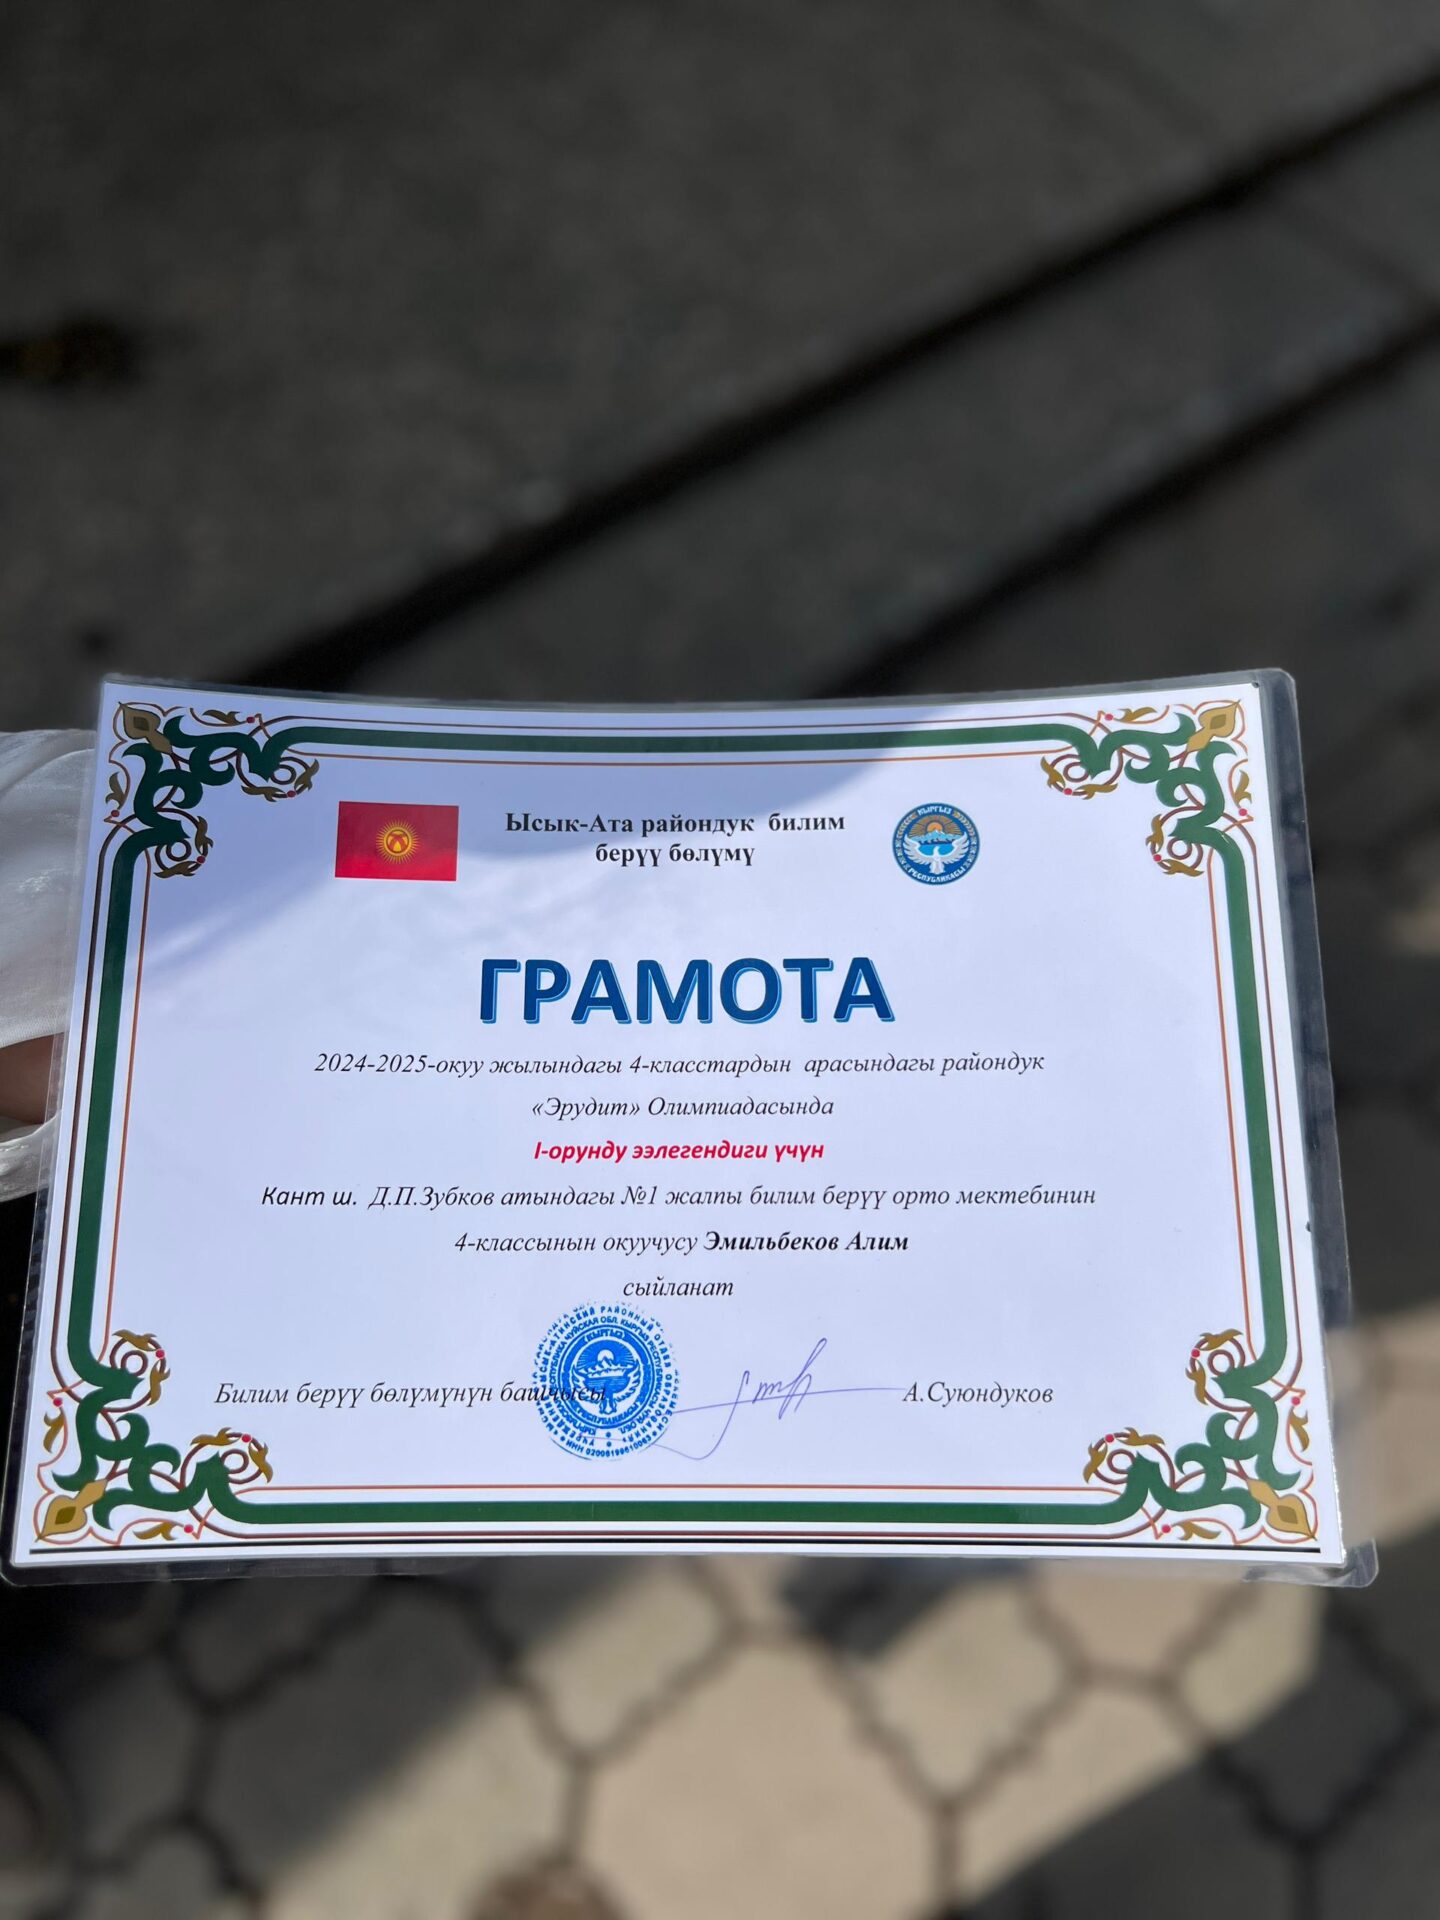 Ысык-Ата райондук билим
берүү бөлүмү
КЫРГЫЗ
РЕСПУБЛИКАСЫ
ГРАМОТА
2024-2025-окуу жылындагы 4-класстардын арасындагы райондук
«Эрудит» Олимпиадасында
I-орунду ээлегендиги үчүн
Кант ш. Д.П.Зубков атындагы №1 жалпы билим берүү орто мектебинин
4-классынын окуучусу Эмильбеков Алим
сыйланат
Билим берүү бөлүмүнүн башчысы
А.Суюндуков